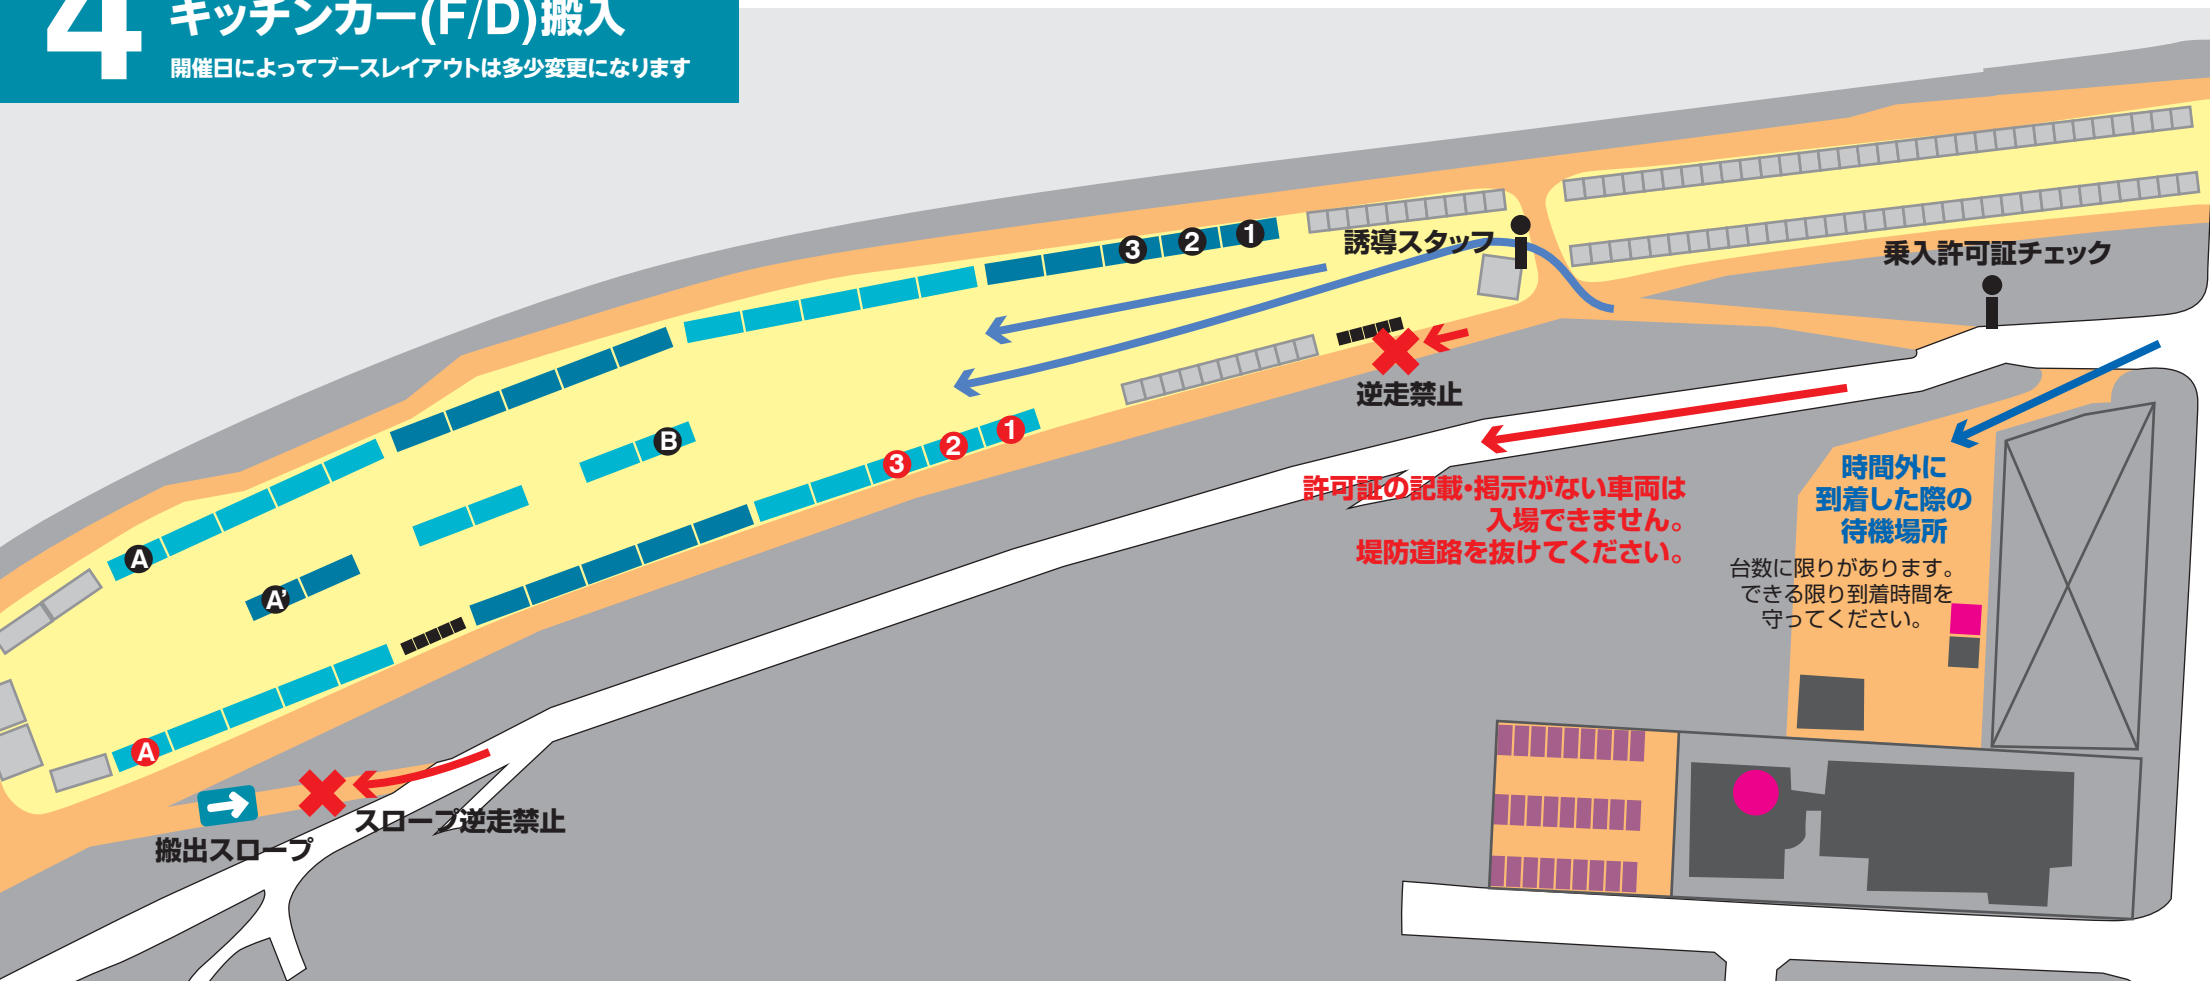 4
キッチンカー(F/D)搬入
開催日によってブースレイアウトは多少変更になります
誘導スタッフ
乗入許可証チェック
3
2
1
逆走禁止
B
3
2
1
許可証の記載・掲示がない車両は
入場できません。
堤防道路を抜けてください。
時間外に
到着した際の
待機場所
台数に限りがあります。
できる限り到着時間を
守ってください。
A
A'
A
スロープ逆走禁止
搬出スロープ